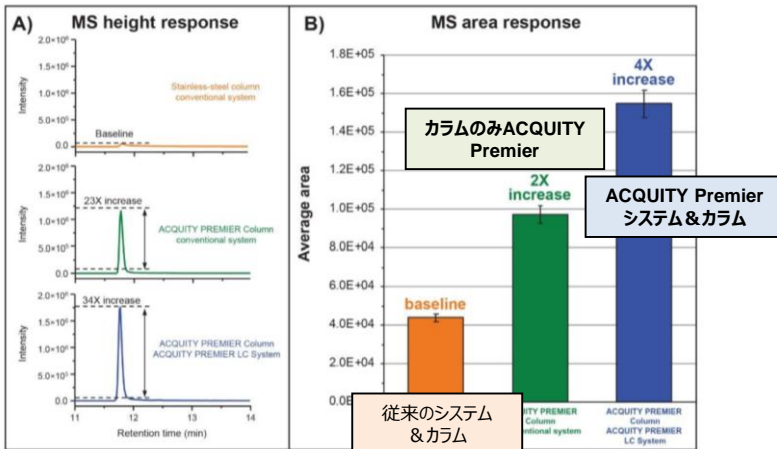 A) MS height response
2.0×10⁶
1.5×10⁶
1.0×10⁶
5.0×10⁵
0.0
Intensity
Stainless-steel column
conventional system
Baseline
2.0×10⁶
1.5×10⁶
1.0×10⁶
5.0×10⁵
0.0
Intensity
23X increase
ACQUITY PREMIER Column
conventional system
2.0×10⁶
1.5×10⁶
1.0×10⁶
5.0×10⁵
0.0
Intensity
34X increase
ACQUITY PREMIER Column
ACQUITY PREMIER LC System
11 12 13 14
Retention time (min)
B) MS area response
1.8E+05
1.6E+05
1.4E+05
1.2E+05
1.0E+05
8.0E+04
6.0E+04
4.0E+04
2.0E+04
Average area
4X
increase
カラムのみACQUITY
Premier
2X
increase
ACQUITY Premier
システム&カラム
baseline
従来のシステム
&カラム
PREMIER
Column
system
ACQUITY PREMIER
Column
ACQUITY PREMIER
LC System